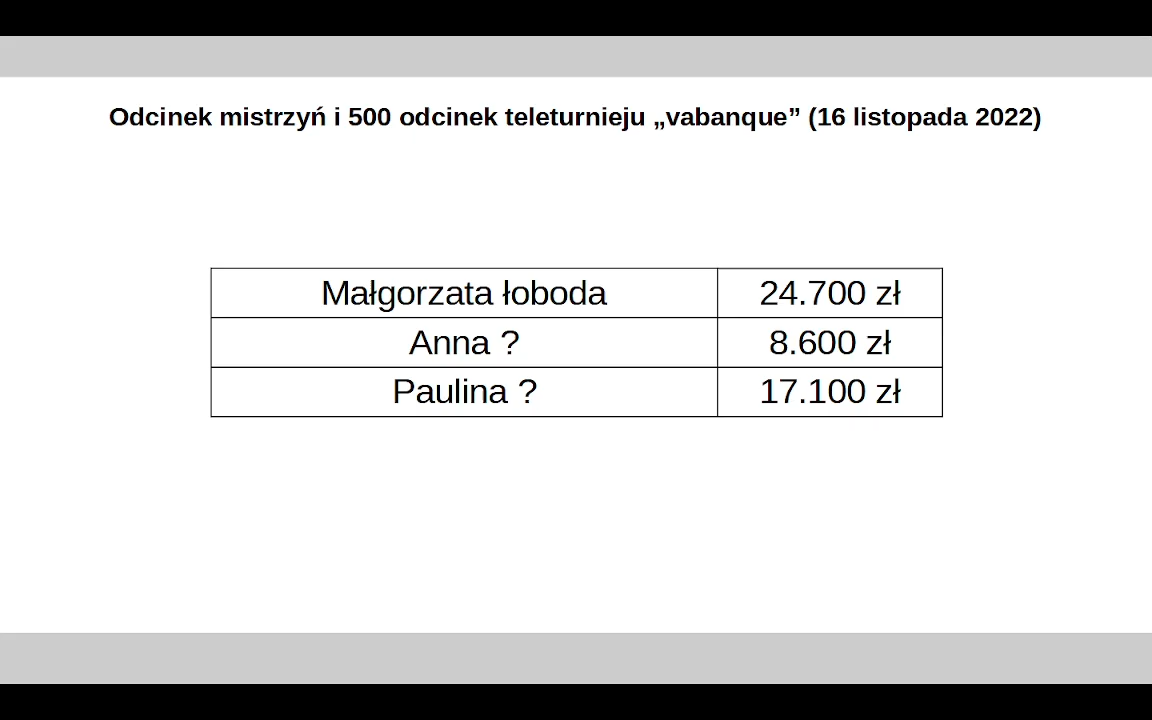 Odcinek mistrzyń i 500 odcinek teleturnieju „vabanque” (16 listopada 2022)
Małgorzata łoboda 24.700 zł
Anna ? 8.600 zł
Paulina ? 17.100 zł